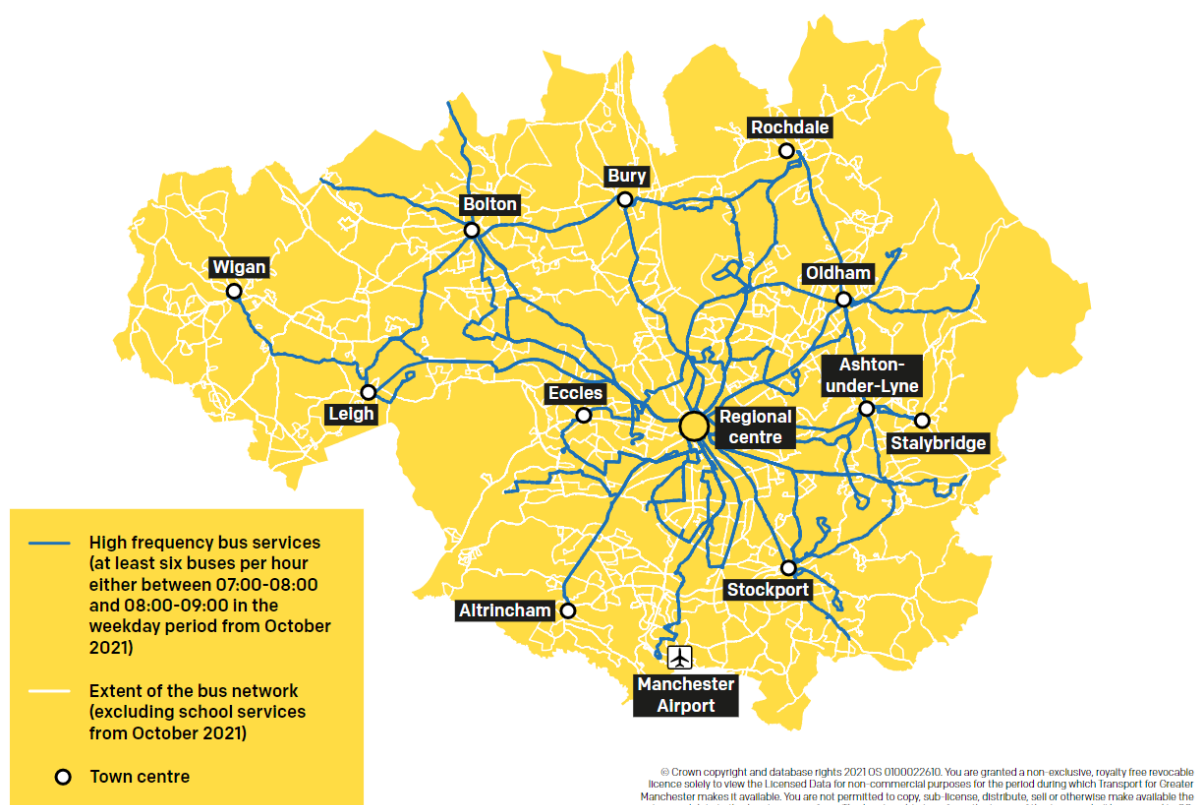 Rochdale
Bury
Bolton
Wigan
Oldham
Ashton-
under-Lyne
Eccles
Leigh
Regional
centre
Stalybridge
High frequency bus services
(at least six buses per hour
either between 07:00-08:00
and 08:00-09:00 in the
weekday period from October
2021)
Stockport
Altrincham
Manchester
Airport
Extent of the bus network
(excluding school services
from October 2021)
Town centre
© Crown copyright and database rights 2021 OS 0100022610. You are granted a non-exclusive, royalty free revocable
licence solely to view the Licensed Data for non-commercial purposes for the period during which Transport for Greater
Manchester makes it available. You are not permitted to copy, sub-license, distribute, sell or otherwise make available the